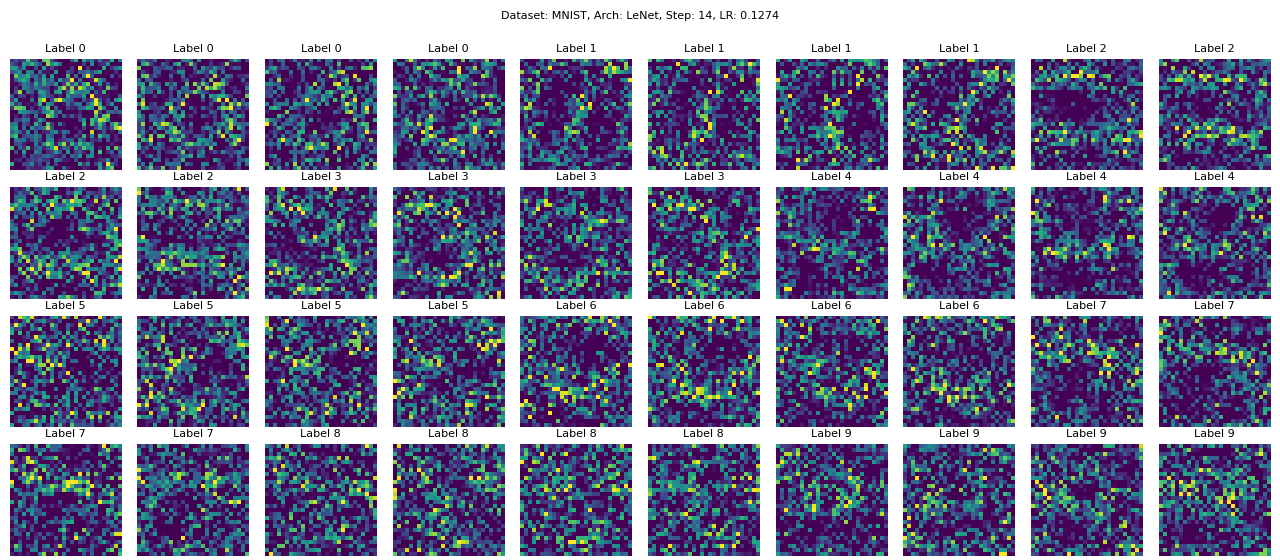 Dataset: MNIST, Arch: LeNet, Step: 14, LR: 0.1274
Label 0 Label 0 Label 0 Label 0 Label 1 Label 1 Label 1 Label 1 Label 2 Label 2
Label 2 Label 2 Label 3 Label 3 Label 3 Label 3 Label 4 Label 4 Label 4 Label 4
Label 5 Label 5 Label 5 Label 5 Label 6 Label 6 Label 6 Label 6 Label 7 Label 7
Label 7 Label 7 Label 8 Label 8 Label 8 Label 8 Label 9 Label 9 Label 9 Label 9